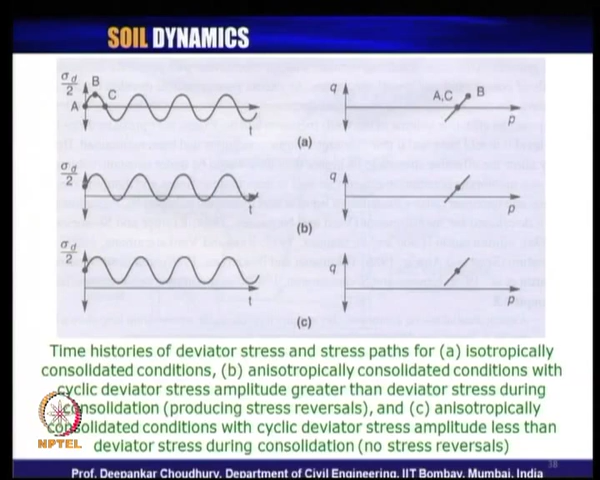 SOIL DYNAMICS
σd/2
B
A
C
t
q
A,C
B
p
(a)
σd/2
t
q
p
(b)
σd/2
t
q
p
(c)
Time histories of deviator stress and stress paths for (a) isotropically
consolidated conditions, (b) anisotropically consolidated conditions with
cyclic deviator stress amplitude greater than deviator stress during
consolidation (producing stress reversals), and (c) anisotropically
consolidated conditions with cyclic deviator stress amplitude less than
deviator stress during consolidation (no stress reversals)
NPTEL
Prof. Deepankar Choudhury, Department of Civil Engineering, IIT Bombay, Mumbai, India
38